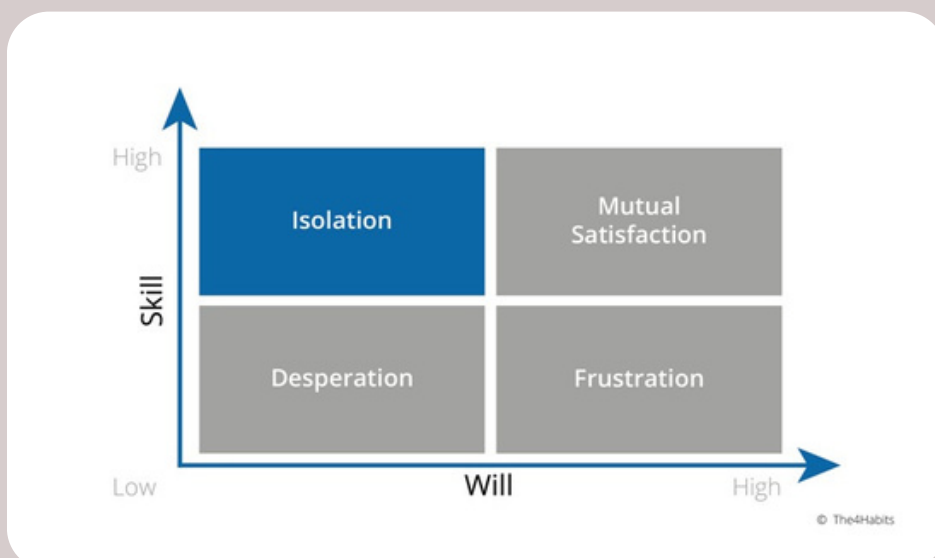 High
Isolation
Mutual
Satisfaction
Skill
Desperation
Frustration
Low
Will
High
© The4Habits